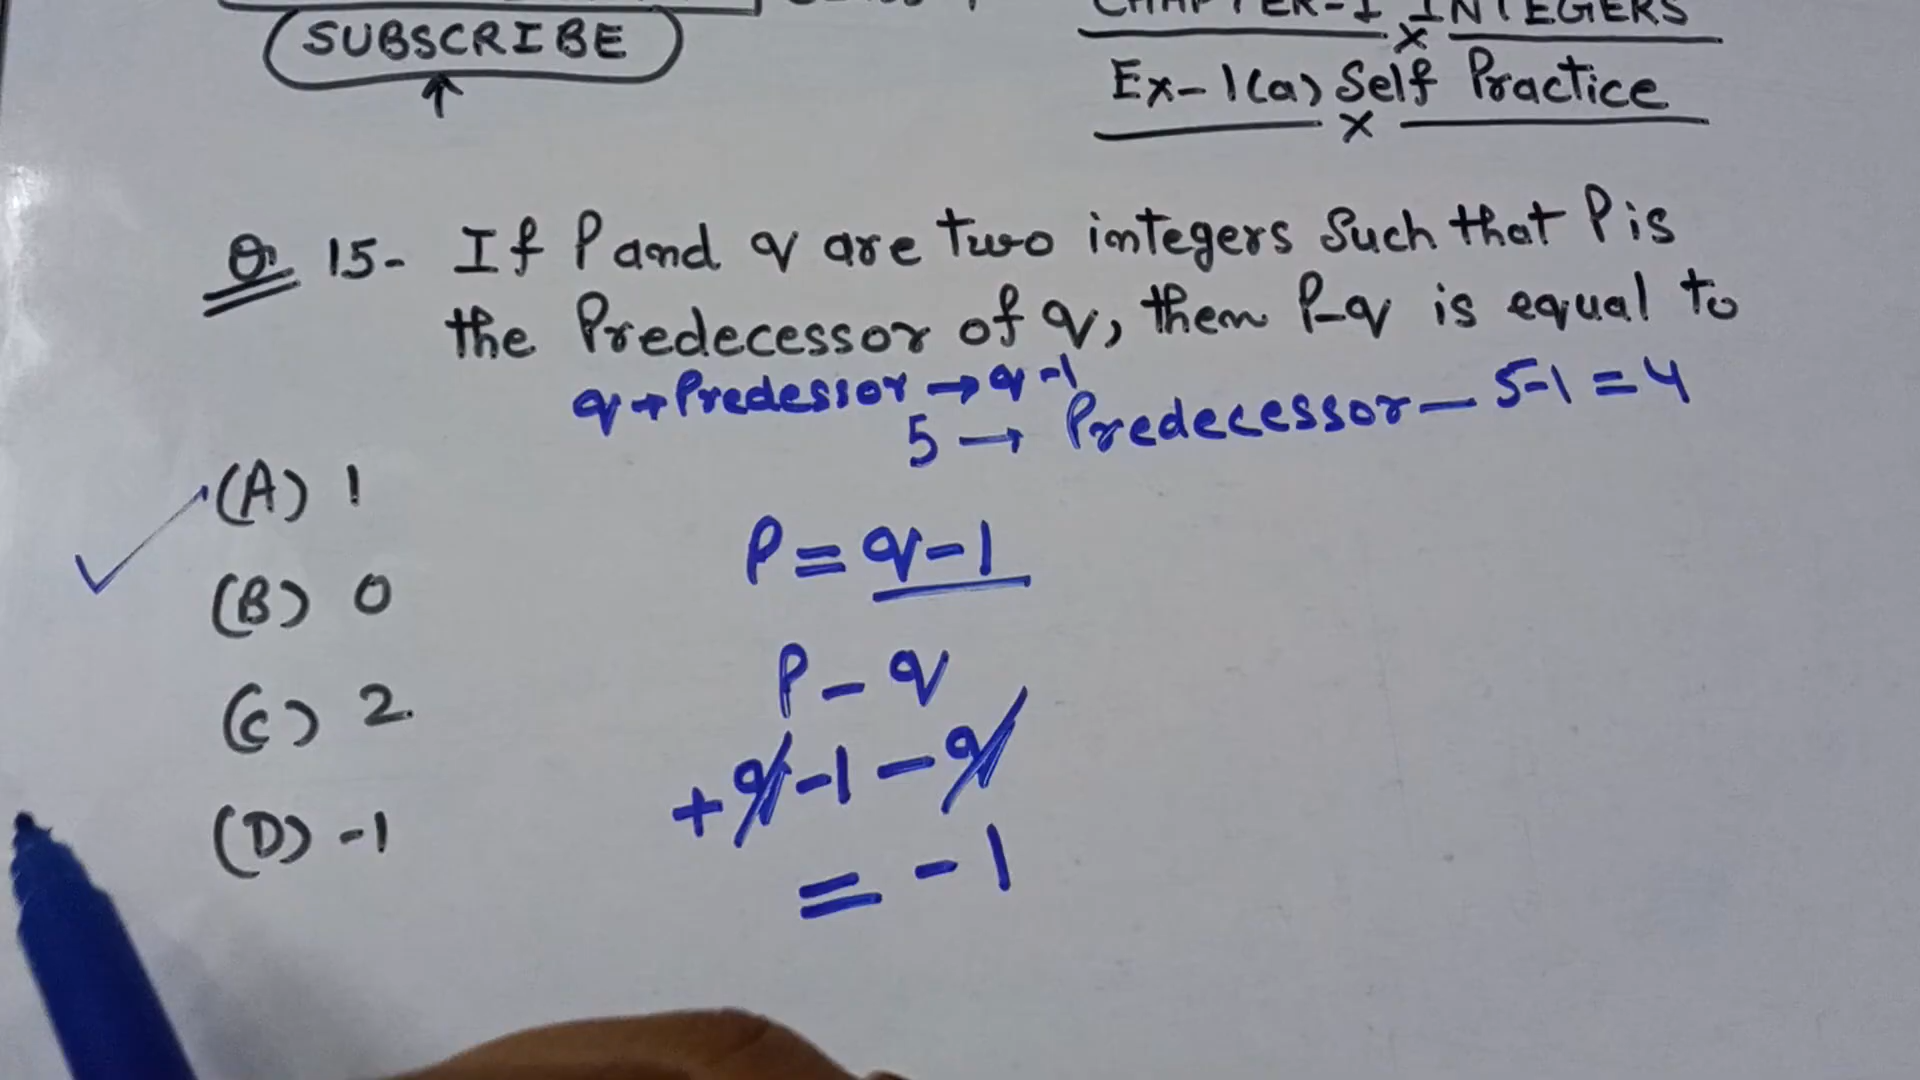 SUBSCRIBE
CHAPTER-I INTEGERS
Ex-1(a) Self Practice
Q. 15- If P and q are two integers Such that P is
the Predecessor of q, then P-q is equal to
q → Predessor → q-1
5 → Predecessor - 5-1 = 4
(A) 1
(B) 0
(C) 2
(D) -1
P = q-1
P - q
+q-1-q
= -1